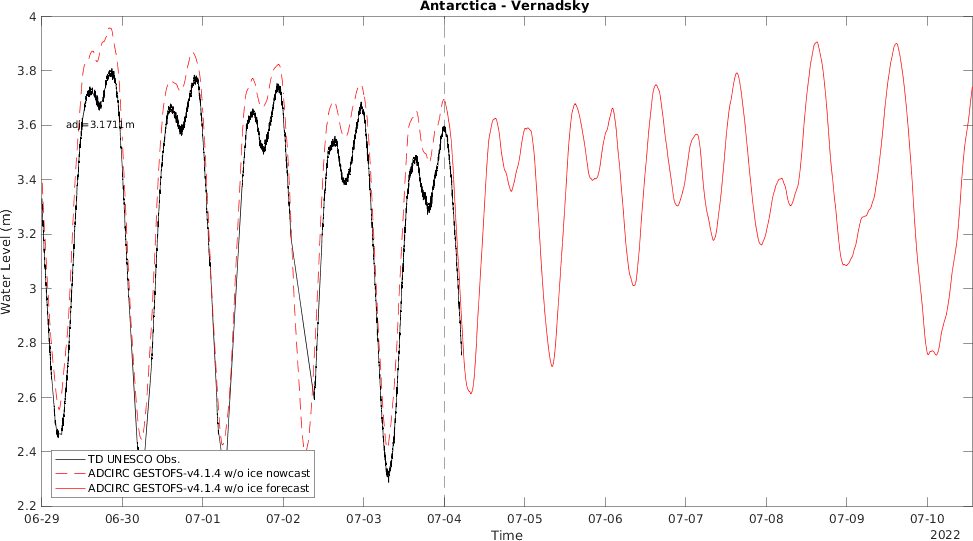 Antarctica - Vernadsky
4
3.8
3.6
3.4
3.2
3
2.8
2.6
2.4
2.2
Water Level (m)
adj=3.1711m
TD UNESCO Obs.
ADCIRC GESTOFS-v4.1.4 w/o ice nowcast
ADCIRC GESTOFS-v4.1.4 w/o ice forecast
06-29 06-30 07-01 07-02 07-03 07-04 07-05 07-06 07-07 07-08 07-09 07-10
Time
2022